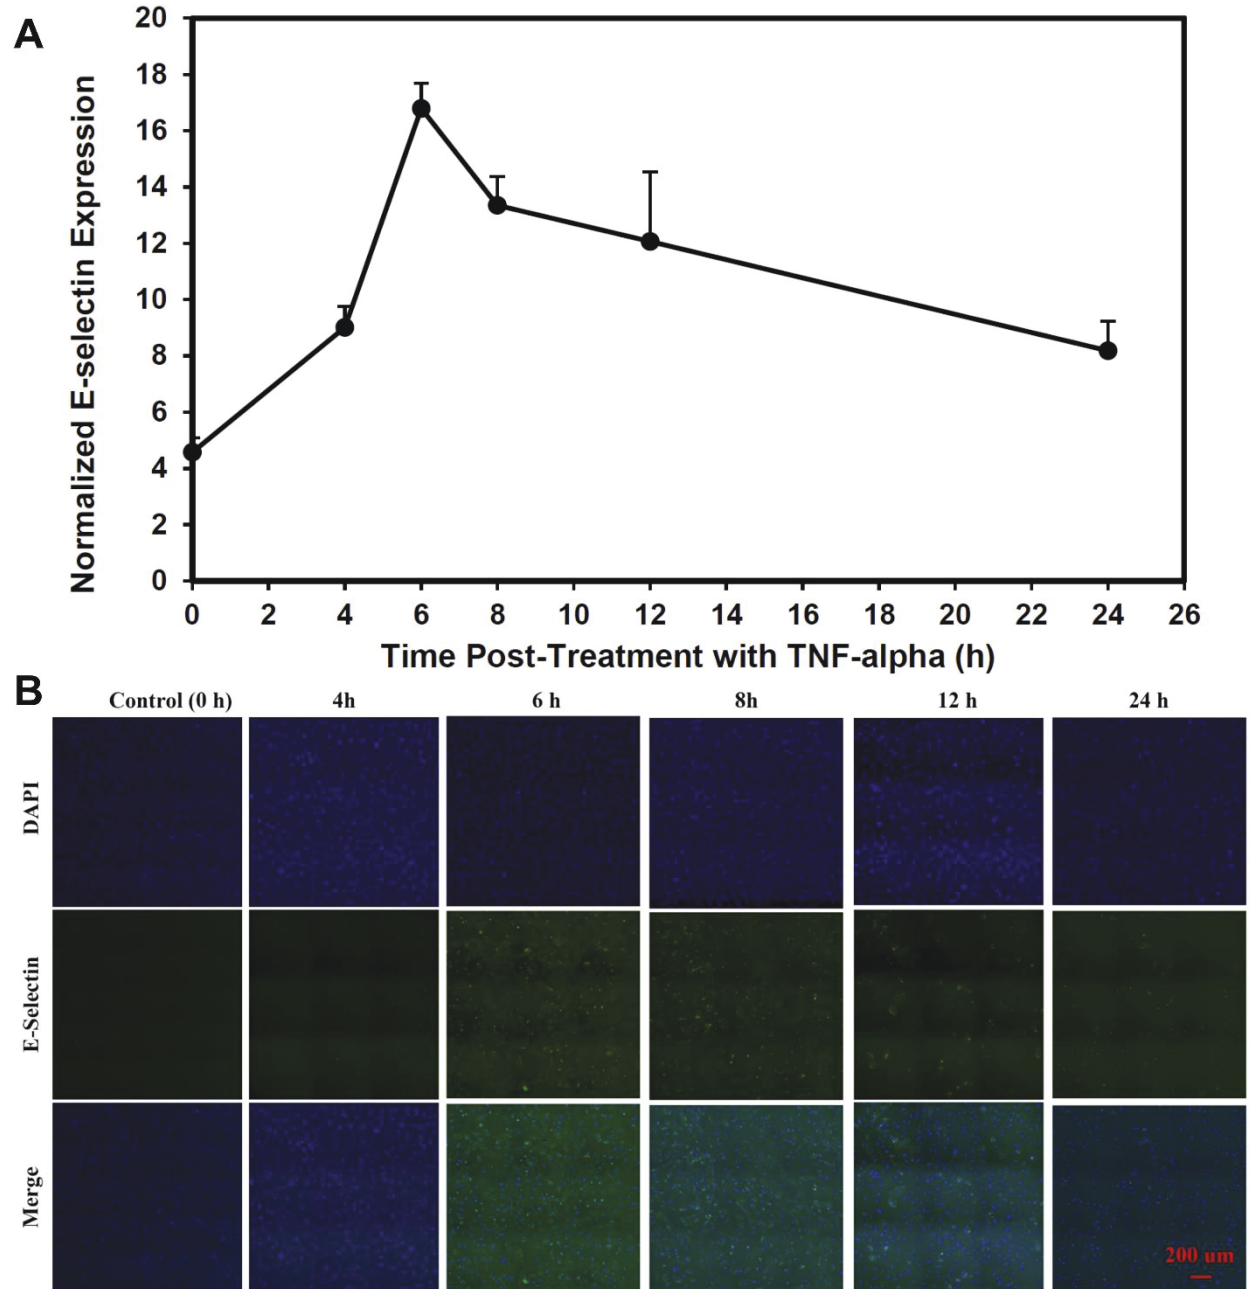 A
Normalized E-selectin Expression
20
18
16
14
12
10
8
6
4
2
0
0 2 4 6 8 10 12 14 16 18 20 22 24 26
Time Post-Treatment with TNF-alpha (h)
B
Control (0 h) 4h 6 h 8h 12 h 24 h
DAPI
E-Selectin
Merge
200 um